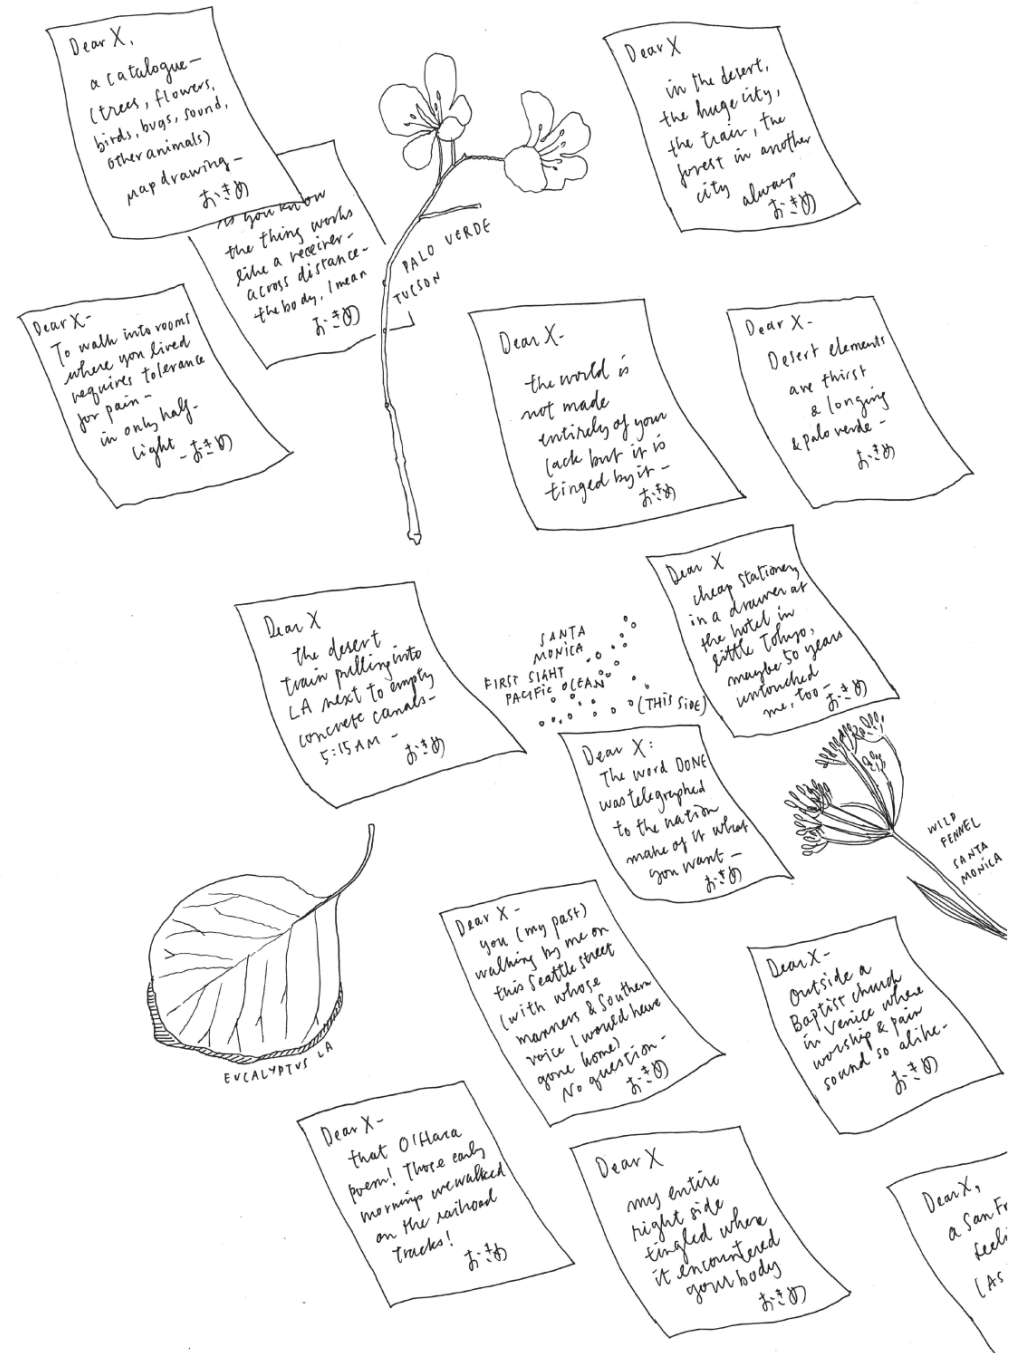 Dear X,
a catalogue—
(trees, flowers,
birds, bugs, sound,
other animals)
map drawing—
おきめ
as you know
the thing works
like a receiver—
across distance—
the body, I mean
おきめ
PALO VERDE
TUCSON
Dear X
in the desert,
the huge city,
the train, the
forest in another
city always
おきめ
Dear X—
To walk into rooms
where you lived
requires tolerance
for pain—
in only half-
light
—おきめ
Dear X—
the world is
not made
entirely of your
lack but it is
tinged by it—
おきめ
Dear X—
Desert elements
are thirst
& longing
& palo verde—
おきめ
Dear X
the desert
train pulling into
LA next to empty
concrete canals—
5:15AM—
おきめ
SANTA
MONICA
FIRST SIGHT
PACIFIC OCEAN
(THIS SIDE)
Dear X
cheap stationery
in a drawer at
the hotel in
little Tokyo,
maybe 50 years
untouched
me, too—
おきめ
Dear X:
The word DONE
was telegraphed
to the nation
make of it what
you want—
おきめ
WILD
FENNEL
SANTA
MONICA
EUCALYPTUS LA
Dear X—
you (my past)
walking by me on
this Seattle street
(with whose
manners & Southern
voice I would have
gone home)
No question—
おきめ
Dear X—
outside a
Baptist church
in Venice where
worship & pain
sound so alike—
おきめ
Dear X—
that O'Hara
poem! Those early
mornings we walked
on the railroad
tracks!
おきめ
Dear X
my entire
right side
tingled where
it encountered
your body
おきめ
Dear X,
a San Fr
feeli
(As